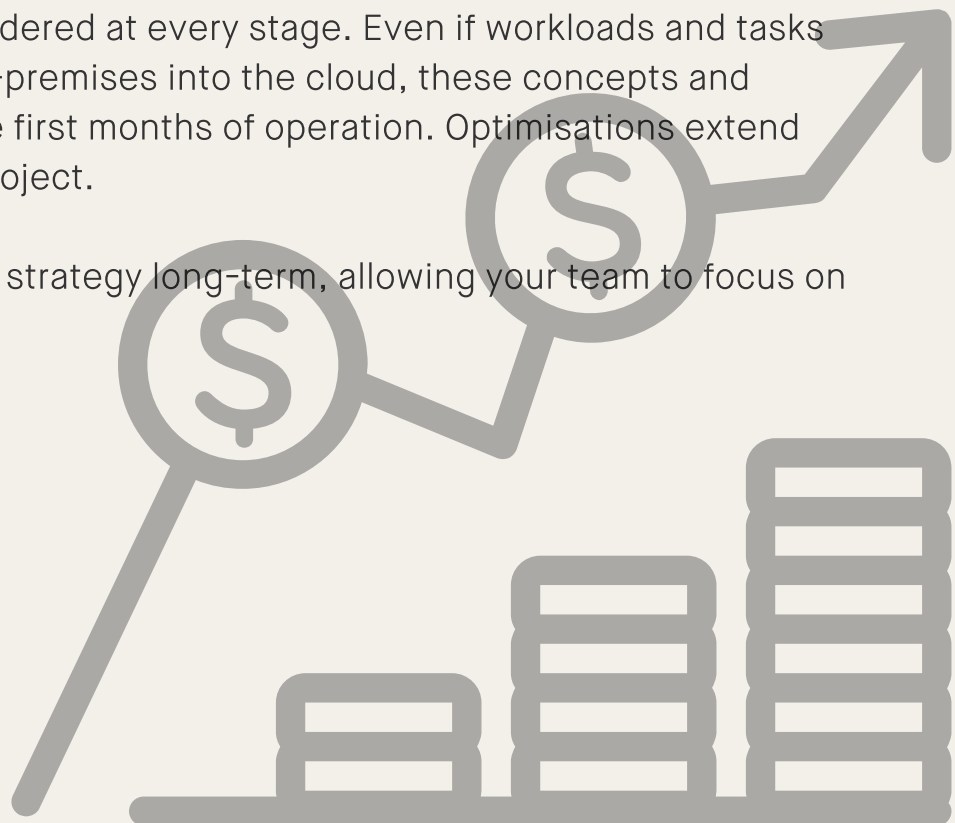 dered at every stage. Even if workloads and tasks
-premises into the cloud, these concepts and
first months of operation. Optimisations extend
oject.
strategy long-term, allowing your team to focus on
$
$